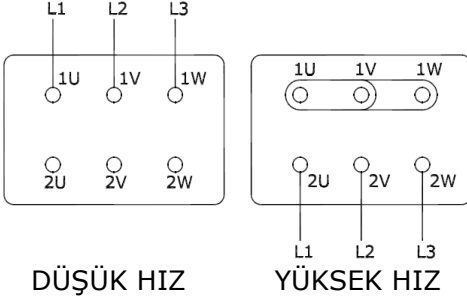 L1 L2 L3
1U 1V 1W
2U 2V 2W
DÜŞÜK HIZ
1U 1V 1W
2U 2V 2W
L1 L2 L3
YÜKSEK HIZ